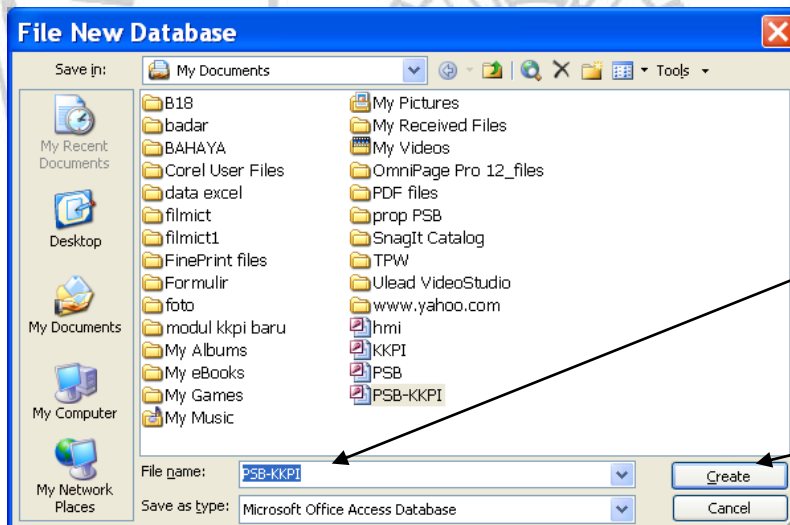 File New Database
Save in: My Documents Tools
B18
badar
BAHAYA
Corel User Files
data excel
filmict
filmict1
FinePrint files
Formulir
foto
modul kkpi baru
My Albums
My eBooks
My Games
My Music
My Pictures
My Received Files
My Videos
OmniPage Pro 12_files
PDF files
prop PSB
SnagIt Catalog
TPW
Ulead VideoStudio
www.yahoo.com
hmi
KKPI
PSB
PSB-KKPI
My Recent
Documents
Desktop
My Documents
My Computer
My Network
Places
File name: PSB-KKPI Create
Save as type: Microsoft Office Access Database Cancel